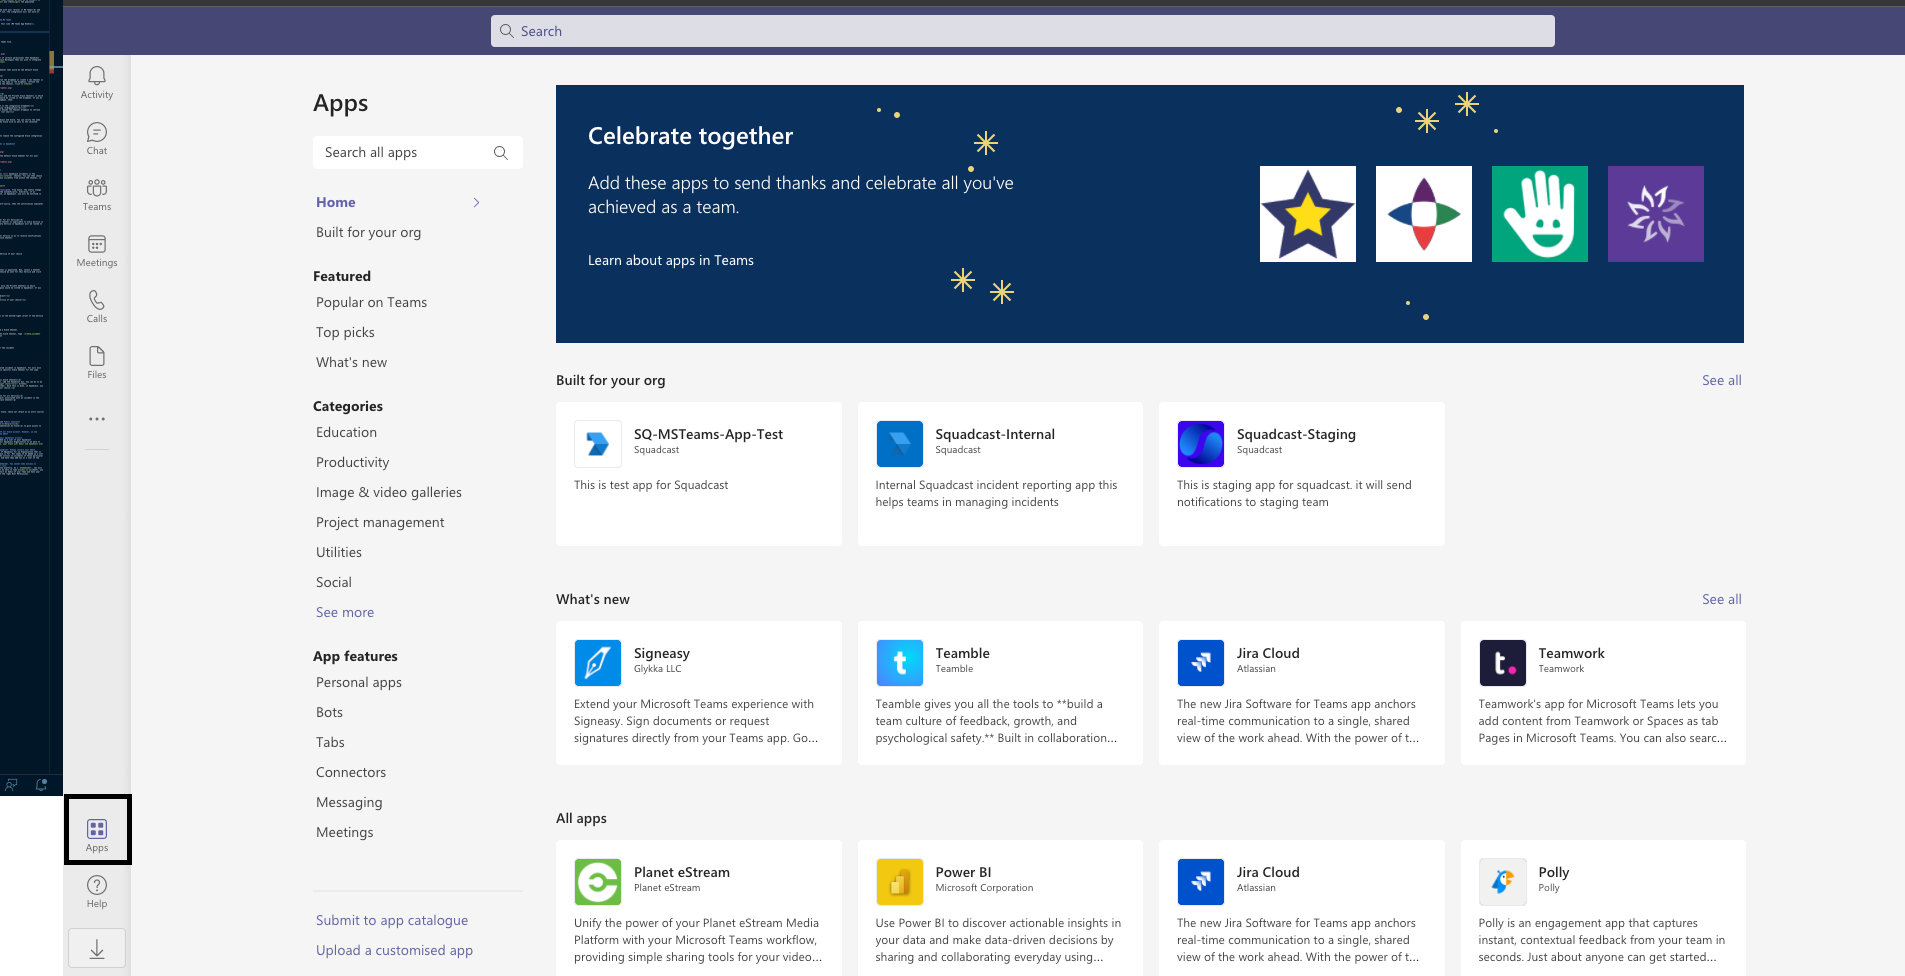 Search
Activity
Chat
Teams
Meetings
Calls
Files
Apps
Help
Apps
Search all apps
Home
Built for your org
Featured
Popular on Teams
Top picks
What's new
Categories
Education
Productivity
Image & video galleries
Project management
Utilities
Social
See more
App features
Personal apps
Bots
Tabs
Connectors
Messaging
Meetings
Submit to app catalogue
Upload a customised app
Celebrate together
Add these apps to send thanks and celebrate all you've
achieved as a team.
Learn about apps in Teams
Built for your org
See all
SQ-MSTeams-App-Test
Squadcast
This is test app for Squadcast
Squadcast-Internal
Squadcast
Internal Squadcast incident reporting app this
helps teams in managing incidents
Squadcast-Staging
Squadcast
This is staging app for squadcast. it will send
notifications to staging team
What's new
See all
Signeasy
Glykka LLC
Extend your Microsoft Teams experience with
Signeasy. Sign documents or request
signatures directly from your Teams app. Go...
t
Teamble
Teamble
Teamble gives you all the tools to **build a
team culture of feedback, growth, and
psychological safety.** Built in collaboration...
Jira Cloud
Atlassian
The new Jira Software for Teams app anchors
real-time communication to a single, shared
view of the work ahead. With the power of t...
t.
Teamwork
Teamwork
Teamwork's app for Microsoft Teams lets you
add content from Teamwork or Spaces as tab
Pages in Microsoft Teams. You can also searc...
All apps
Planet eStream
Planet eStream
Unify the power of your Planet eStream Media
Platform with your Microsoft Teams workflow,
providing simple sharing tools for your video...
Power BI
Microsoft Corporation
Use Power BI to discover actionable insights in
your data and make data-driven decisions by
sharing and collaborating everyday using...
Jira Cloud
Atlassian
The new Jira Software for Teams app anchors
real-time communication to a single, shared
view of the work ahead. With the power of t...
Polly
Polly
Polly is an engagement app that captures
instant, contextual feedback from your team in
seconds. Just about anyone can get started...